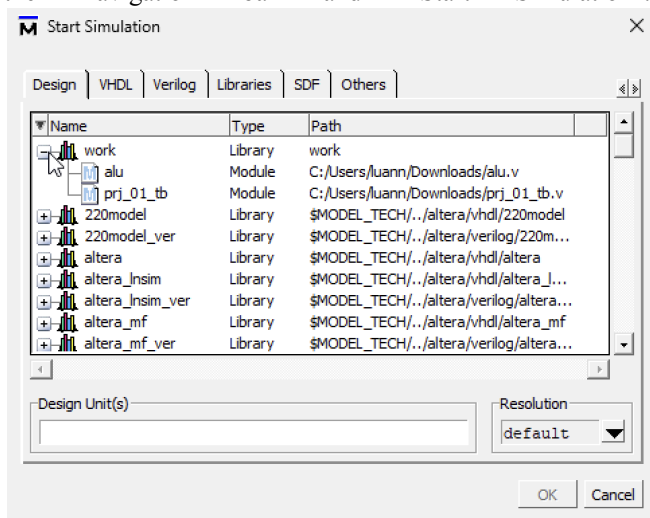 Start Simulation
Design VHDL Verilog Libraries SDF Others
Name Type Path
work Library work
alu Module C:/Users/luann/Downloads/alu.v
prj_01_tb Module C:/Users/luann/Downloads/prj_01_tb.v
220model Library $MODEL_TECH/../altera/vhdl/220model
220model_ver Library $MODEL_TECH/../altera/verilog/220m...
altera Library $MODEL_TECH/../altera/vhdl/altera
altera_lnsim Library $MODEL_TECH/../altera/vhdl/altera_l...
altera_lnsim_ver Library $MODEL_TECH/../altera/verilog/altera...
altera_mf Library $MODEL_TECH/../altera/vhdl/altera_mf
altera_mf_ver Library $MODEL_TECH/../altera/verilog/altera...
Design Unit(s) Resolution
default
OK Cancel